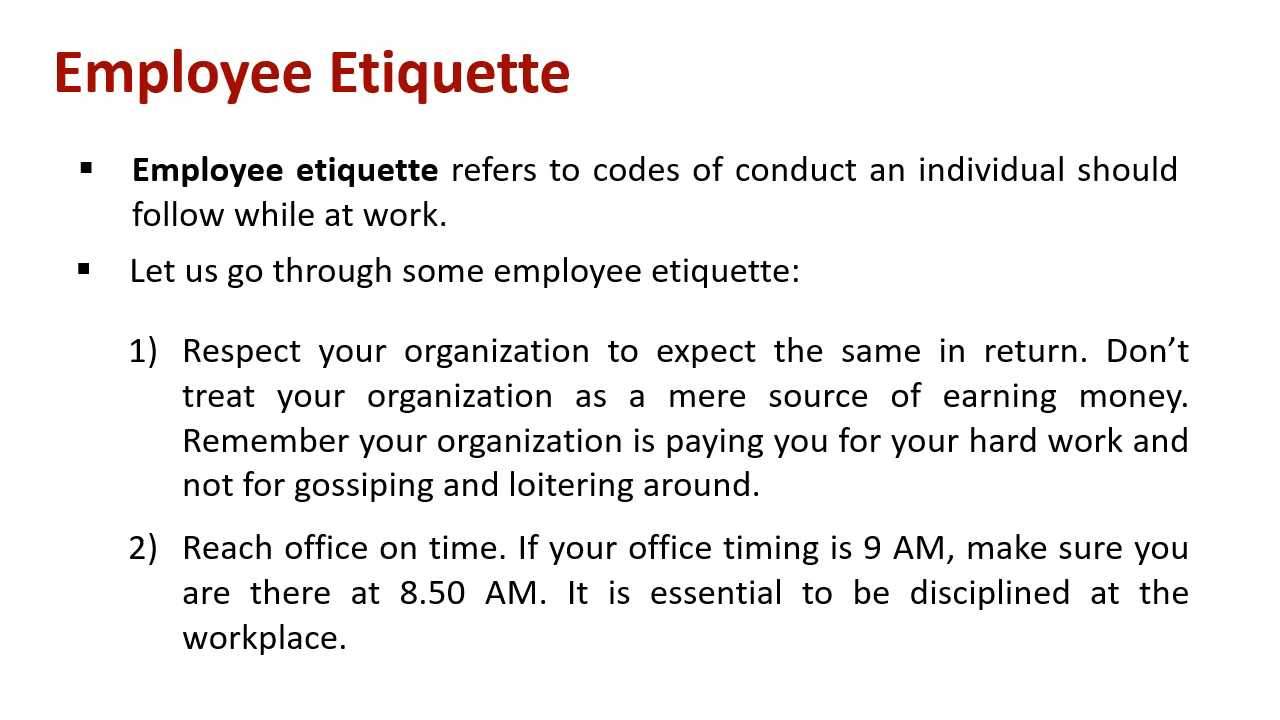 Employee Etiquette
▪ Employee etiquette refers to codes of conduct an individual should
follow while at work.
▪ Let us go through some employee etiquette:
1) Respect your organization to expect the same in return. Don’t
treat your organization as a mere source of earning money.
Remember your organization is paying you for your hard work and
not for gossiping and loitering around.
2) Reach office on time. If your office timing is 9 AM, make sure you
are there at 8.50 AM. It is essential to be disciplined at the
workplace.